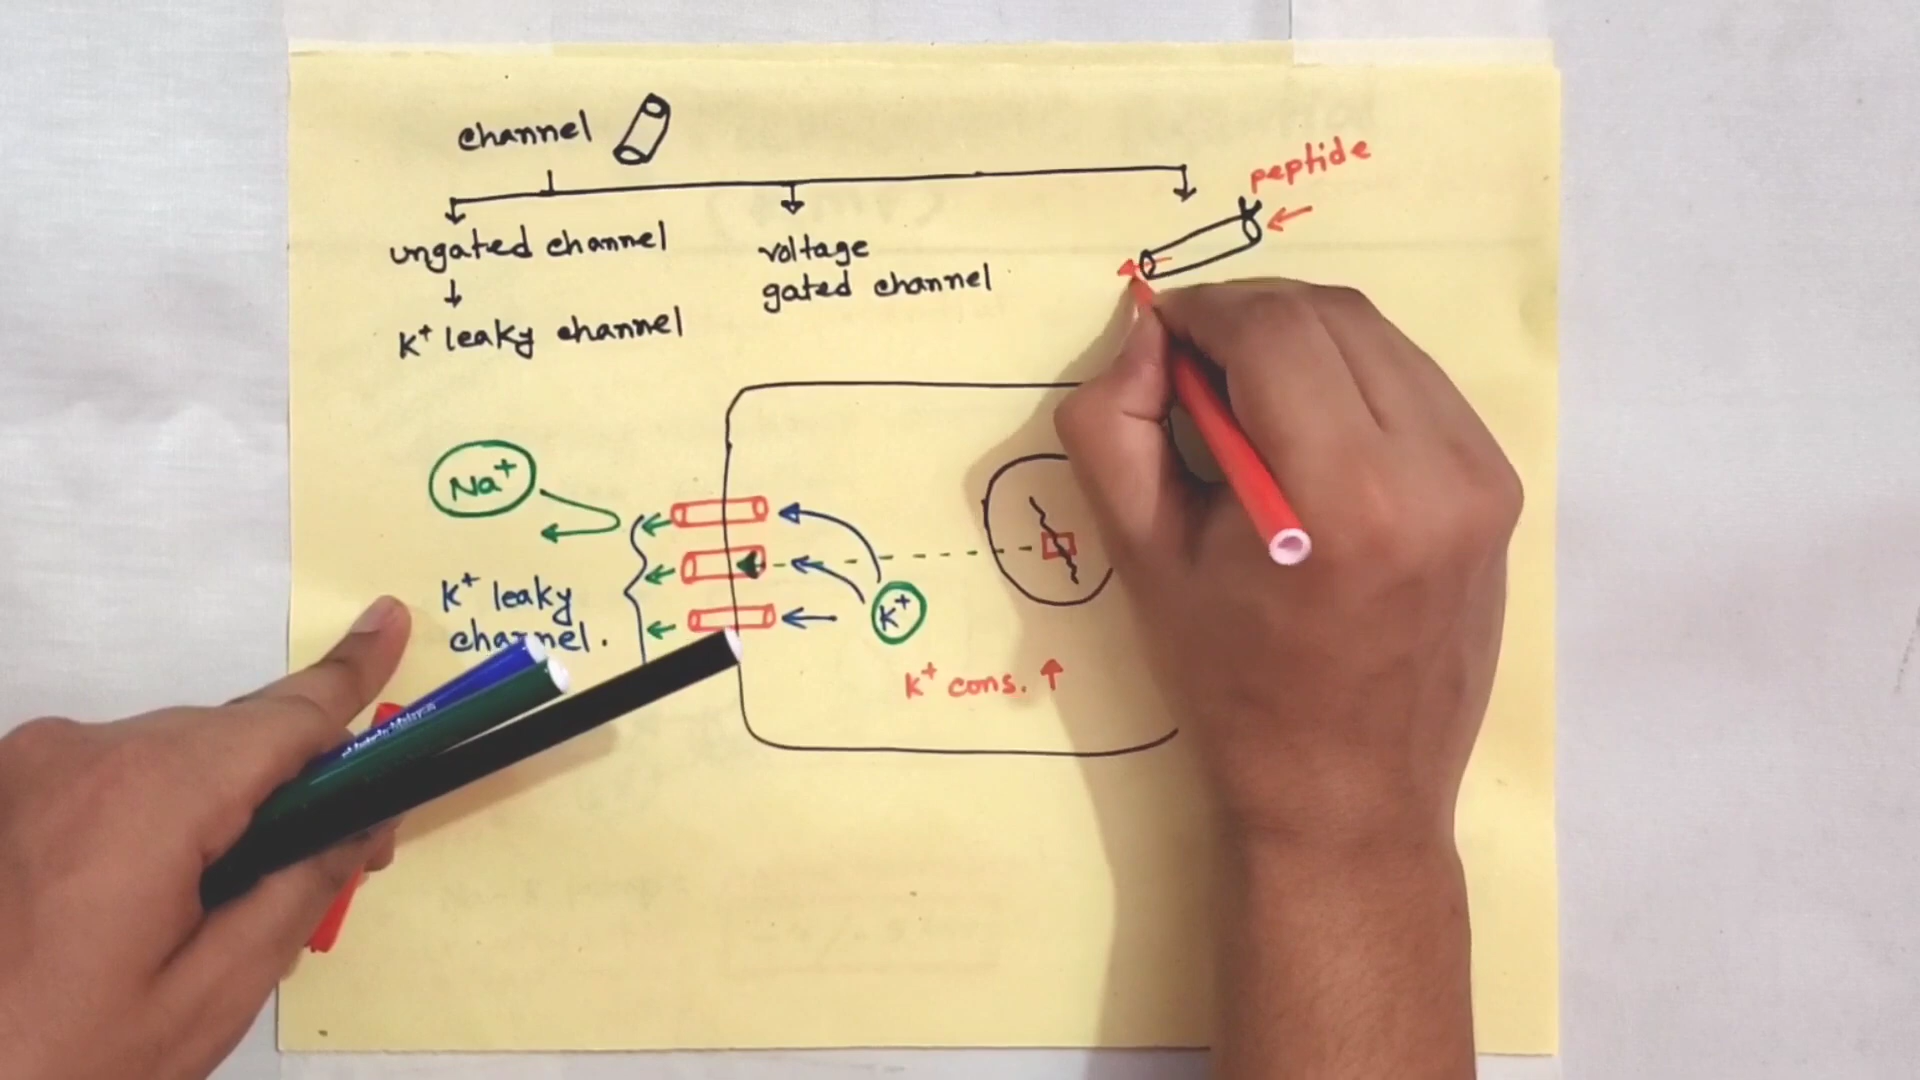 channel
peptide
ungated channel
voltage
gated channel
K⁺ leaky channel
Na⁺
K⁺ leaky
channel.
K⁺
K⁺ cons. ↑